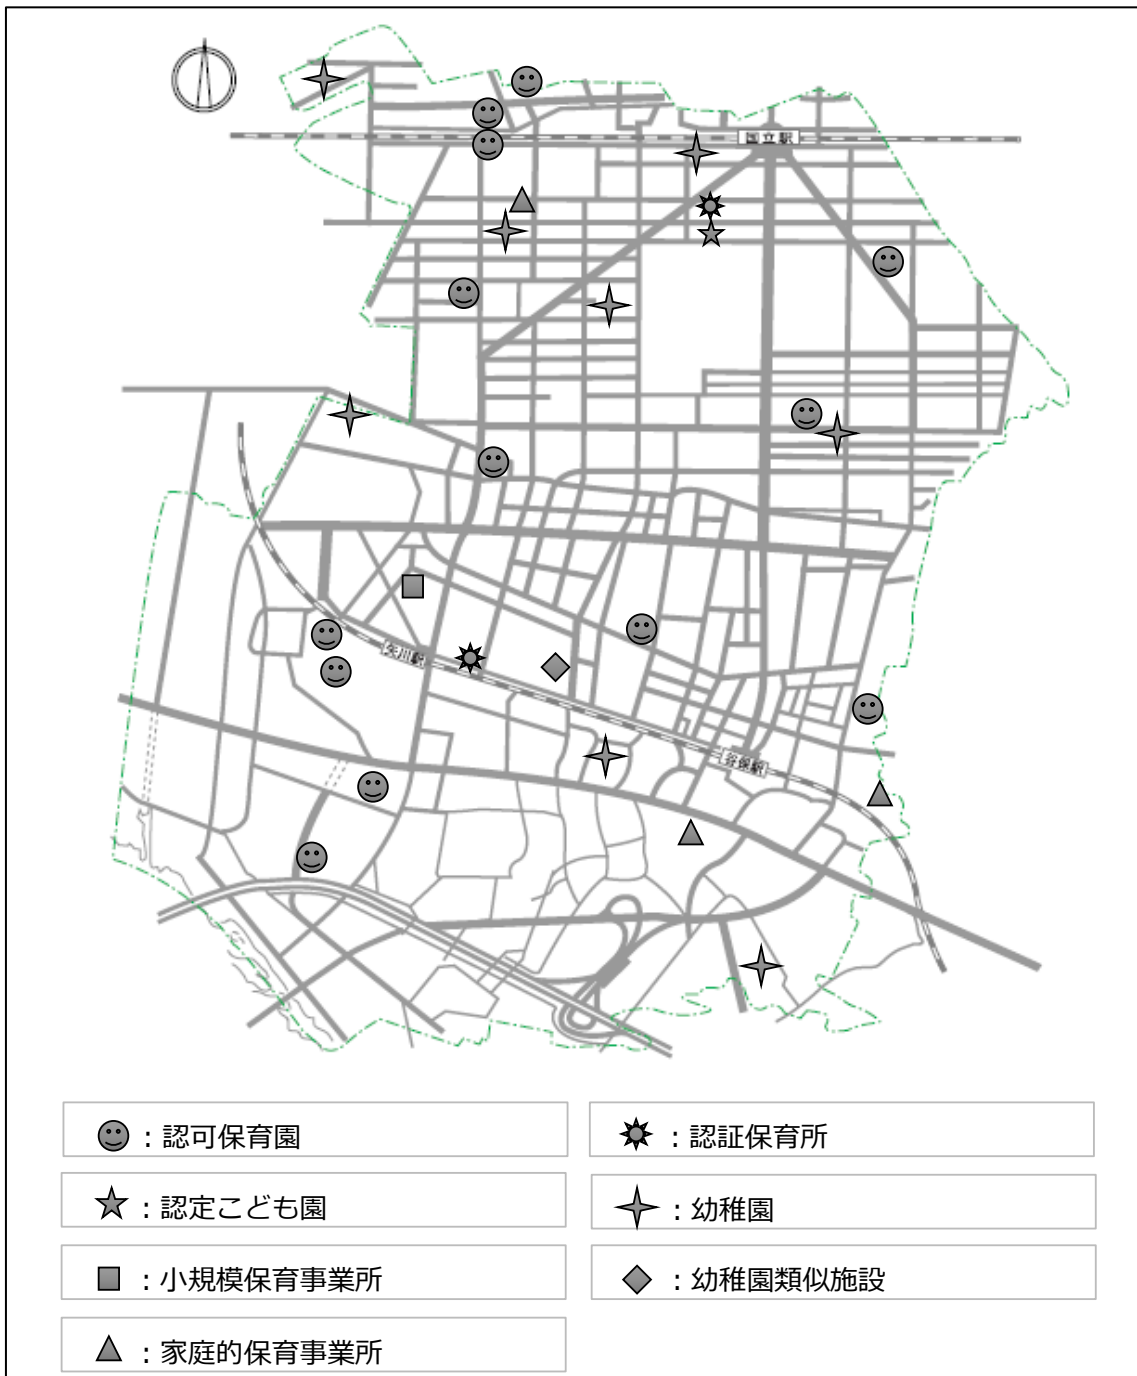 国立駅
矢川駅
谷保駅
：認可保育園
：認証保育所
：認定こども園
：幼稚園
：小規模保育事業所
：幼稚園類似施設
：家庭的保育事業所